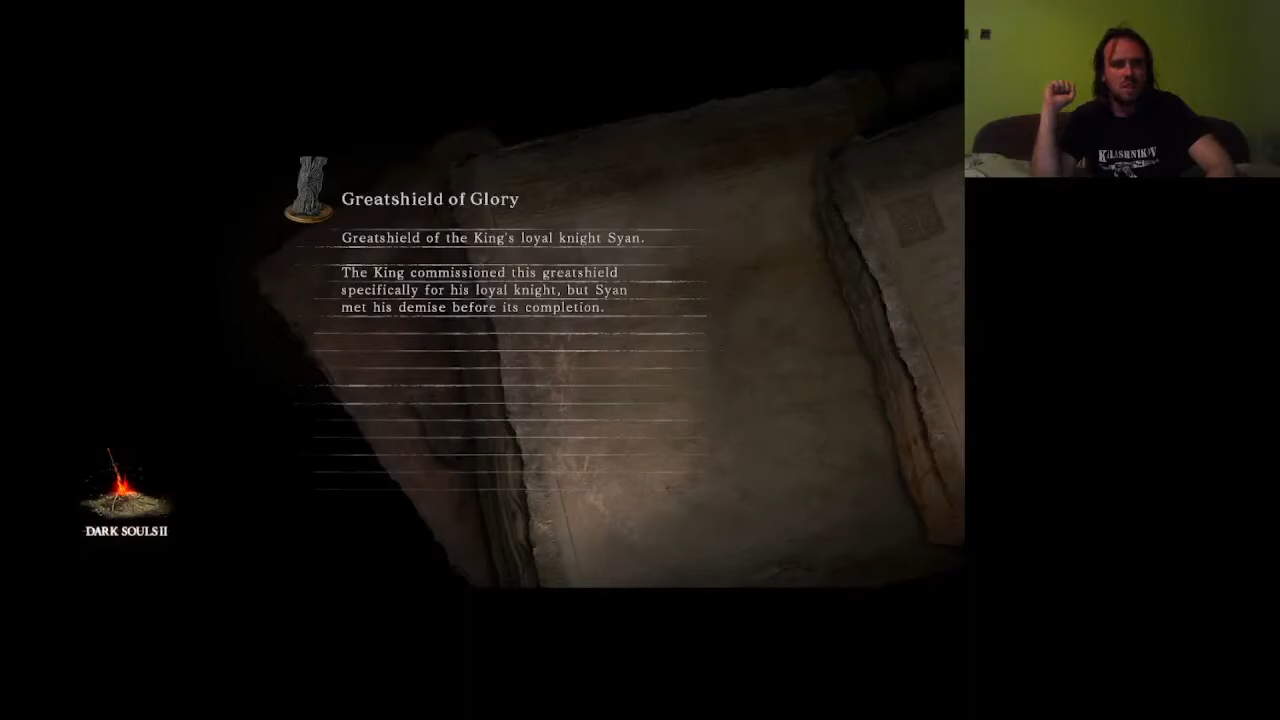 Greatshield of Glory
Greatshield of the King's loyal knight Syan.
The King commissioned this greatshield
specifically for his loyal knight, but Syan
met his demise before its completion.
DARK SOULS II
KALASHNIKOV